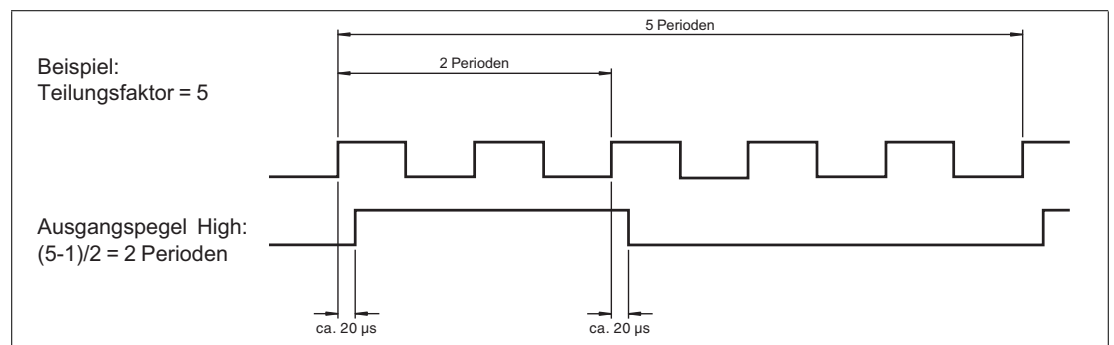 5 Perioden
Beispiel:
Teilungsfaktor = 5
2 Perioden
Ausgangspegel High:
(5-1)/2 = 2 Perioden
ca. 20 µs
ca. 20 µs